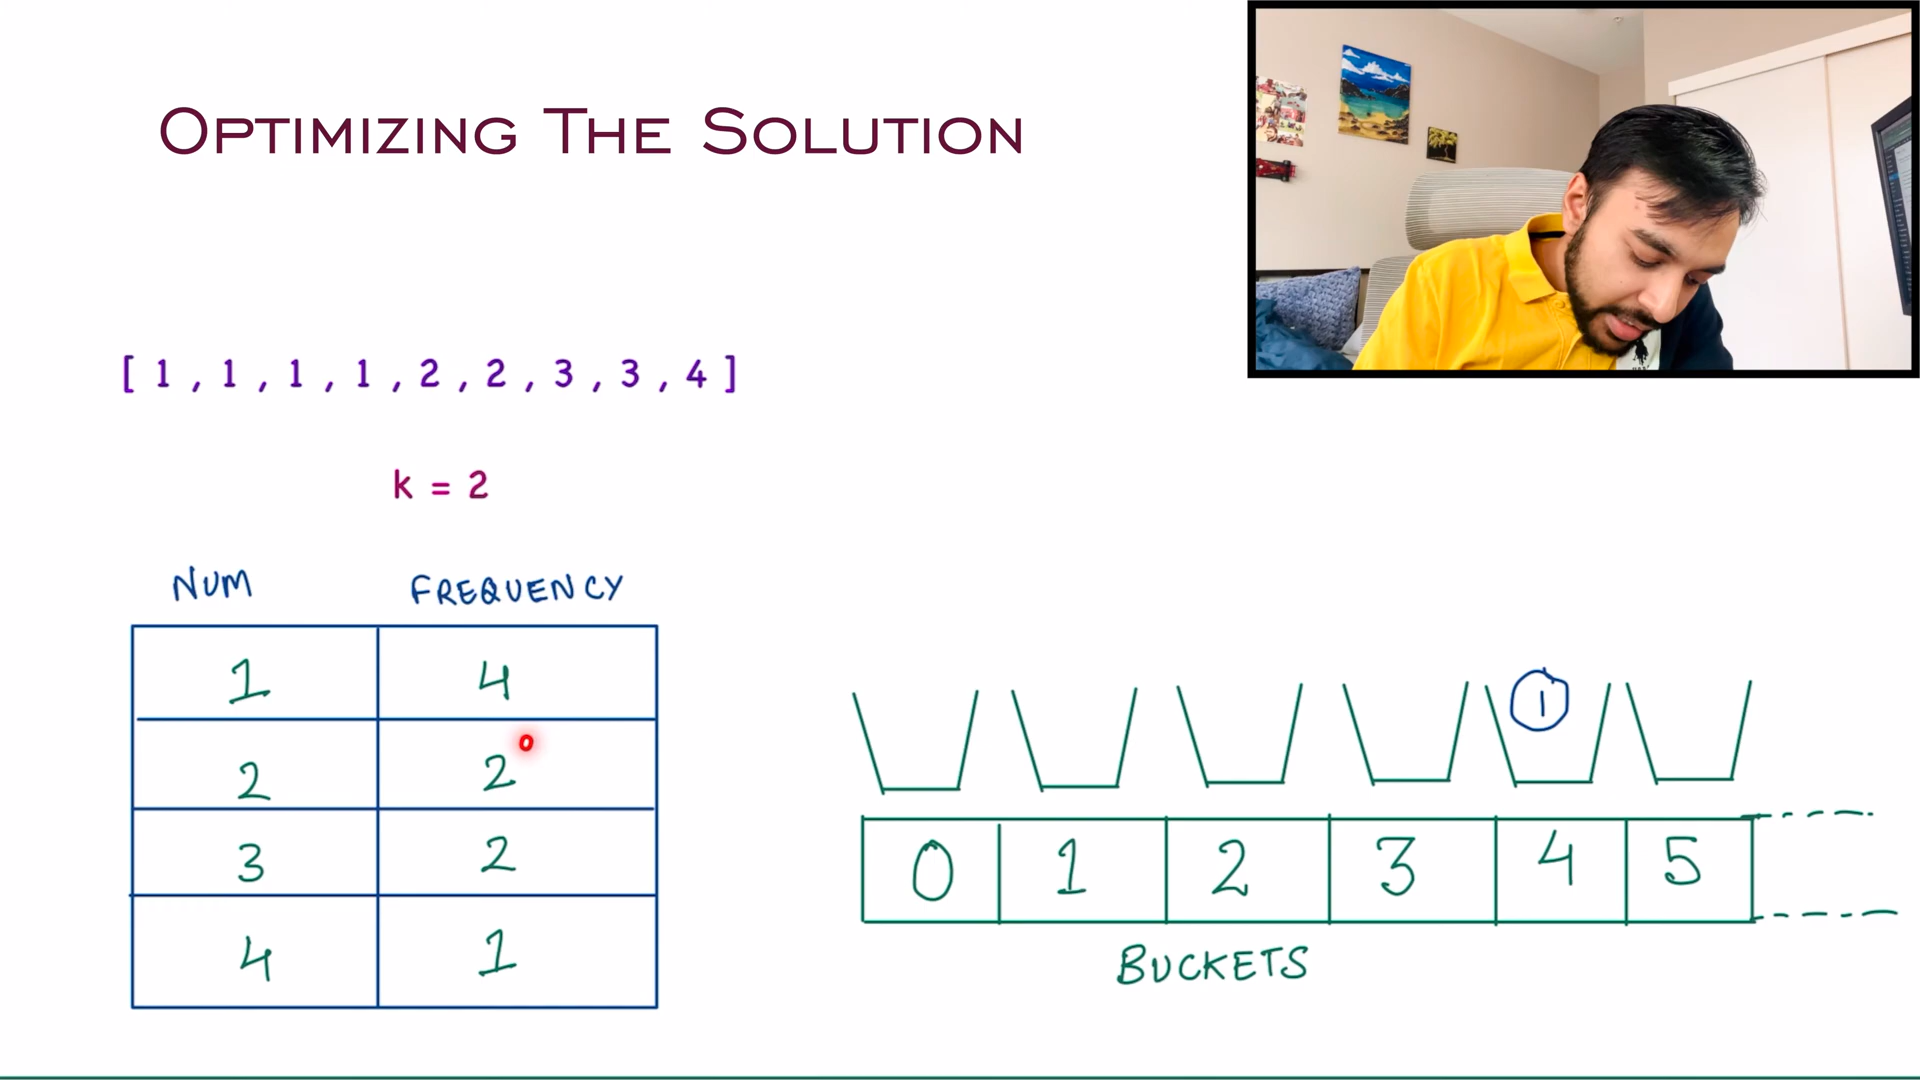 Optimizing The Solution
[ 1 , 1 , 1 , 1 , 2 , 2 , 3 , 3 , 4 ]
k = 2
NUM FREQUENCY
1 4
2 2
3 2
4 1
1
0 1 2 3 4 5
BUCKETS